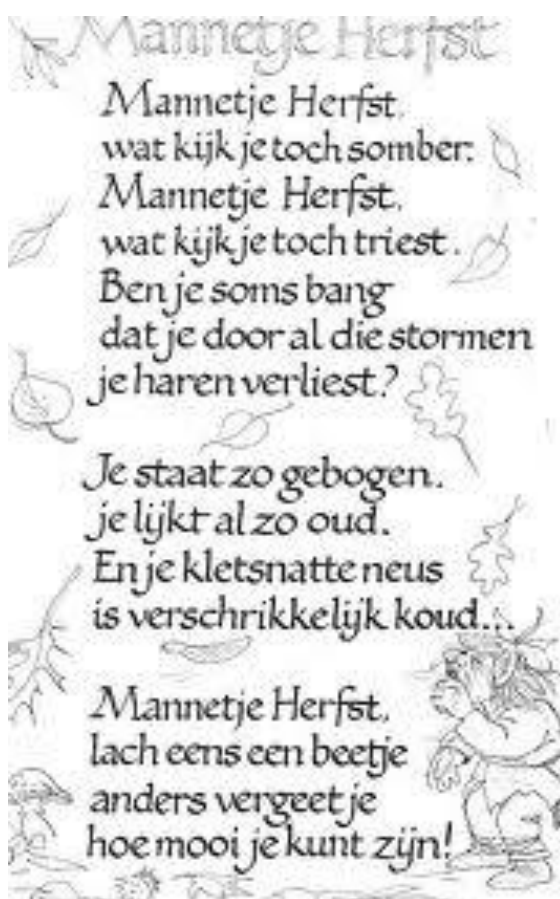 Mannetje Herfst
Mannetje Herfst,
wat kijk je toch somber:
Mannetje Herfst,
wat kijk je toch triest.
Ben je soms bang
dat je door al die stormen
je haren verliest?
Je staat zo gebogen,
je lijkt al zo oud.
En je kletsnatte neus
is verschrikkelijk koud...
Mannetje Herfst,
lach eens een beetje
anders vergeet je
hoe mooi je kunt zijn!